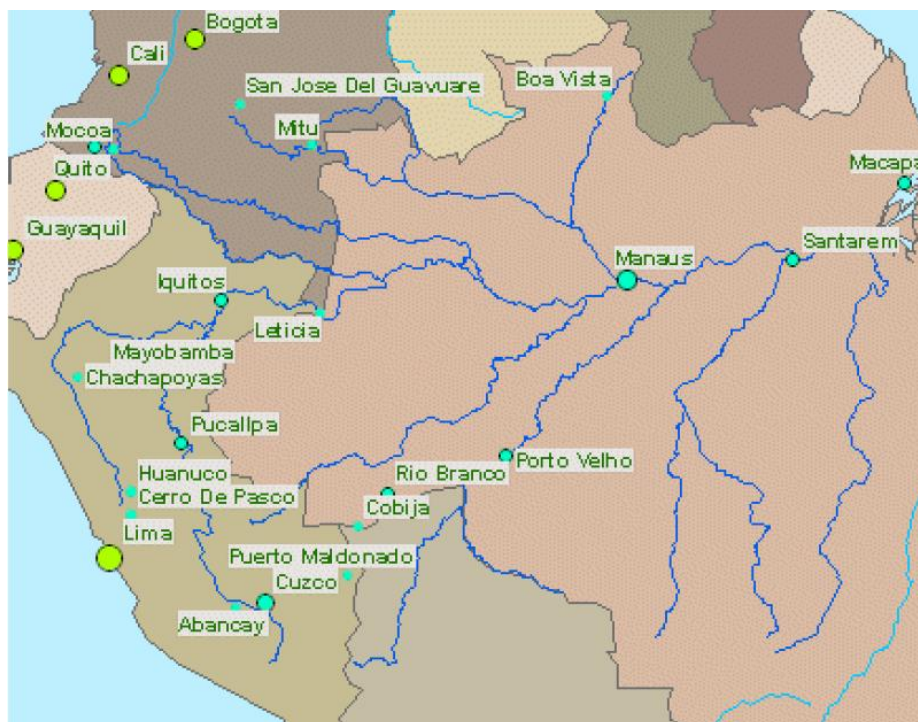 Bogota
Cali
San Jose Del Guavuare
Boa Vista
Mitu
Mocoa
Quito
Macapa
Guayaquil
Santarem
Manaus
Iquitos
Leticia
Mayobamba
Chachapoyas
Pucallpa
Huanuco
Rio Branco
Porto Velho
Cerro De Pasco
Cobija
Lima
Puerto Maldonado
Cuzco
Abancay